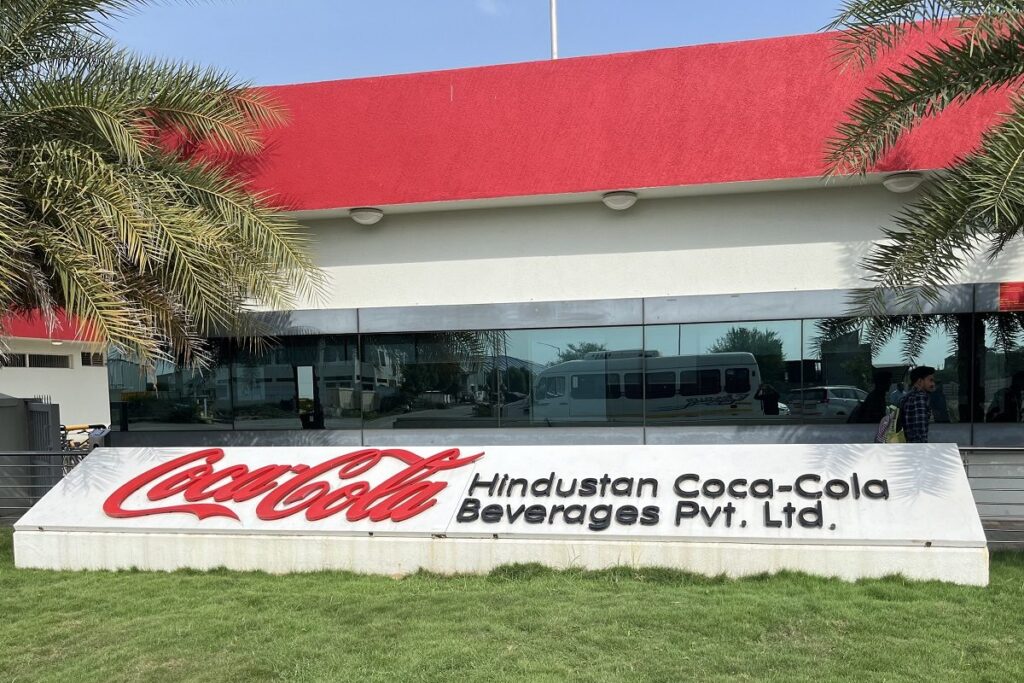 Coca-Cola
Hindustan Coca-Cola
Beverages Pvt. Ltd.